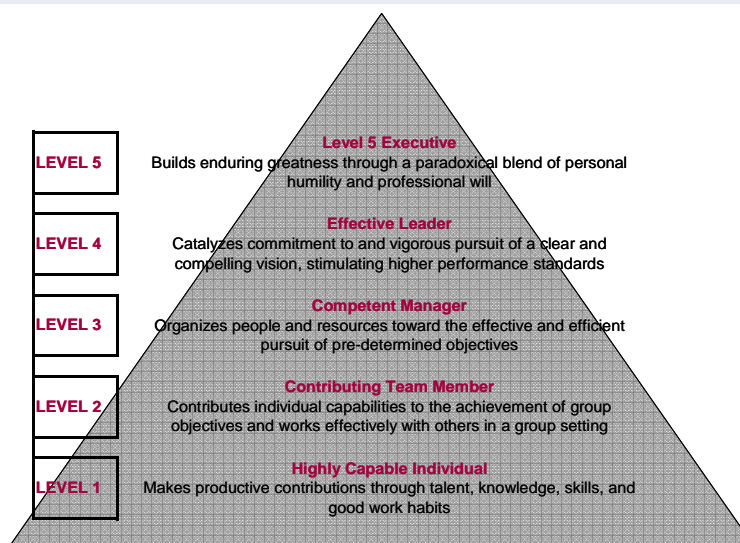 LEVEL 5
Level 5 Executive
Builds enduring greatness through a paradoxical blend of personal
humility and professional will
LEVEL 4
Effective Leader
Catalyzes commitment to and vigorous pursuit of a clear and
compelling vision, stimulating higher performance standards
LEVEL 3
Competent Manager
Organizes people and resources toward the effective and efficient
pursuit of pre-determined objectives
LEVEL 2
Contributing Team Member
Contributes individual capabilities to the achievement of group
objectives and works effectively with others in a group setting
LEVEL 1
Highly Capable Individual
Makes productive contributions through talent, knowledge, skills, and
good work habits